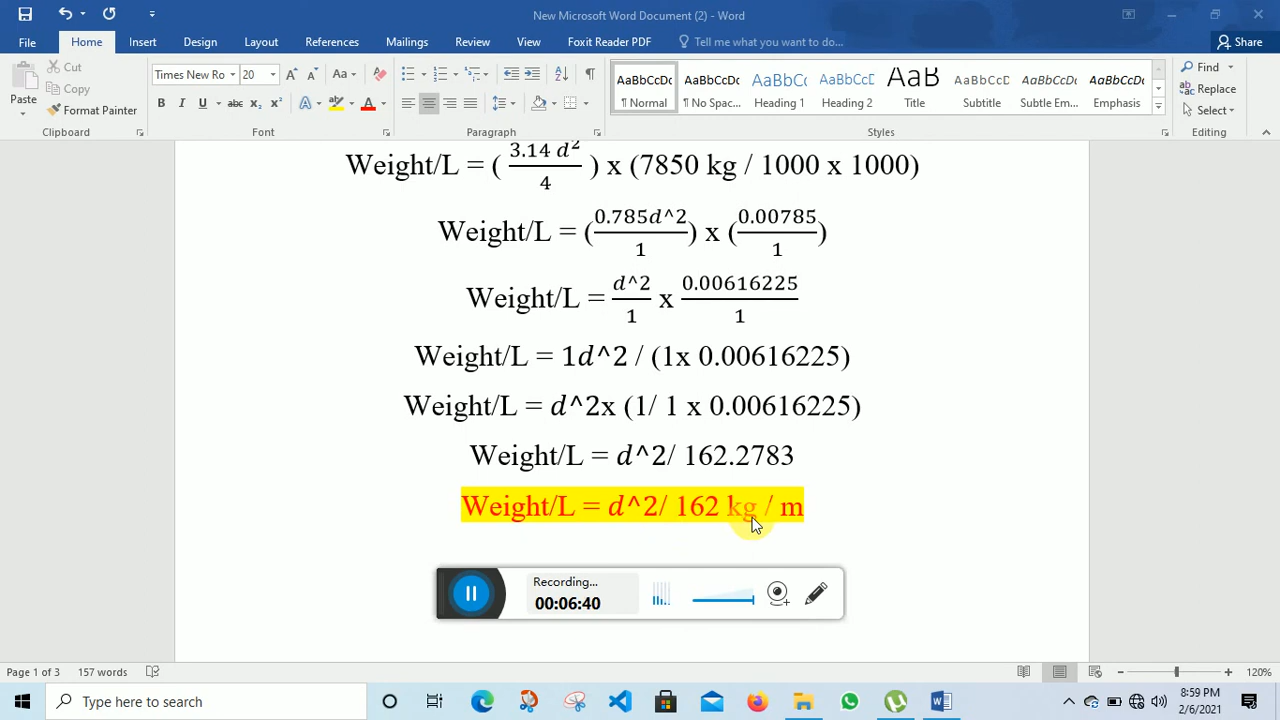 New Microsoft Word Document (2) - Word
File Home Insert Design Layout References Mailings Review View Foxit Reader PDF Tell me what you want to do... Share
Paste Cut Copy Format Painter
Clipboard
Times New Ro 20 Aa
B I U abc x₂ x² A A
Font
Paragraph
AaBbCcDc AaBbCcDc AaBbCc AaBbCcD AaB AaBbCcD AaBbCcDc AaBbCcDc
¶ Normal ¶ No Spac... Heading 1 Heading 2 Title Subtitle Subtle Em... Emphasis
Styles
Find Replace Select
Editing
Weight/L = ( 3.14 d² / 4 ) x (7850 kg / 1000 x 1000)
Weight/L = (0.785d^2 / 1) x (0.00785 / 1)
Weight/L = d^2 / 1 x 0.00616225 / 1
Weight/L = 1d^2 / (1x 0.00616225)
Weight/L = d^2x (1/ 1 x 0.00616225)
Weight/L = d^2/ 162.2783
Weight/L = d^2/ 162 kg / m
Recording...
00:06:40
Page 1 of 3 157 words 120%
Type here to search
8:59 PM
2/6/2021